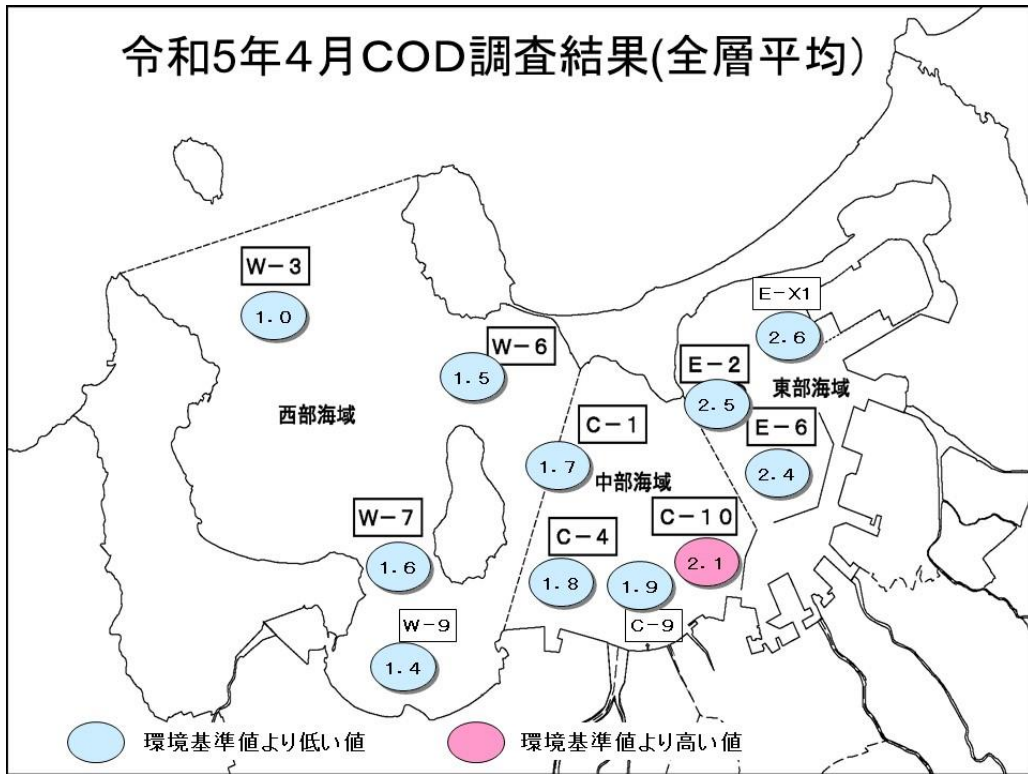 令和5年4月COD調査結果(全層平均)
W-3
1.0
E-X1
2.6
W-6
1.5
E-2
2.5
東部海域
西部海域
C-1
1.7
E-6
2.4
中部海域
W-7
1.6
C-4
1.8
C-10
2.1
1.9
C-9
W-9
1.4
環境基準値より低い値
環境基準値より高い値